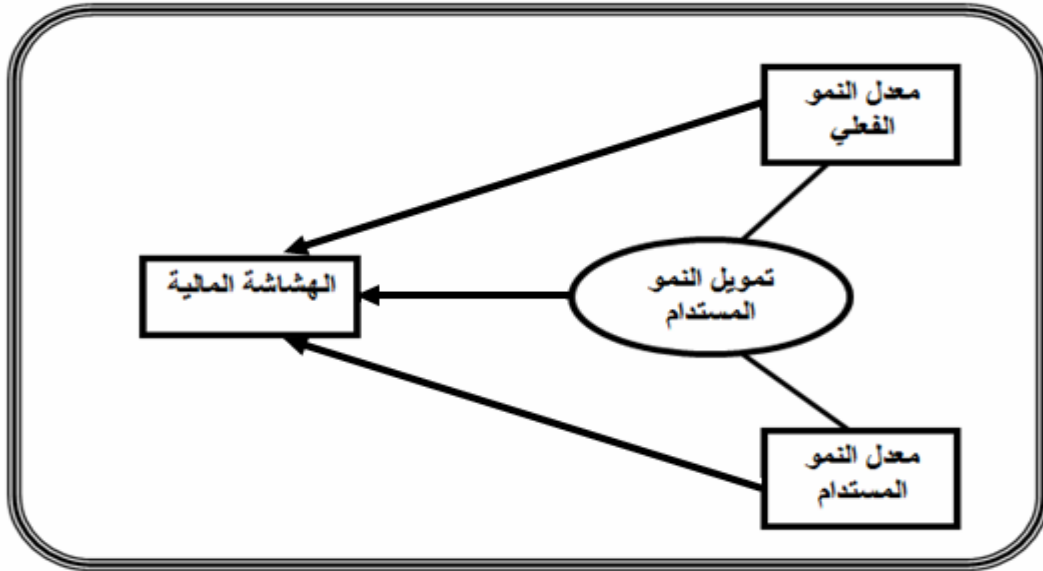 معدل النمو
الفعلي
تمويل النمو
المستدام
الهشاشة المالية
معدل النمو
المستدام